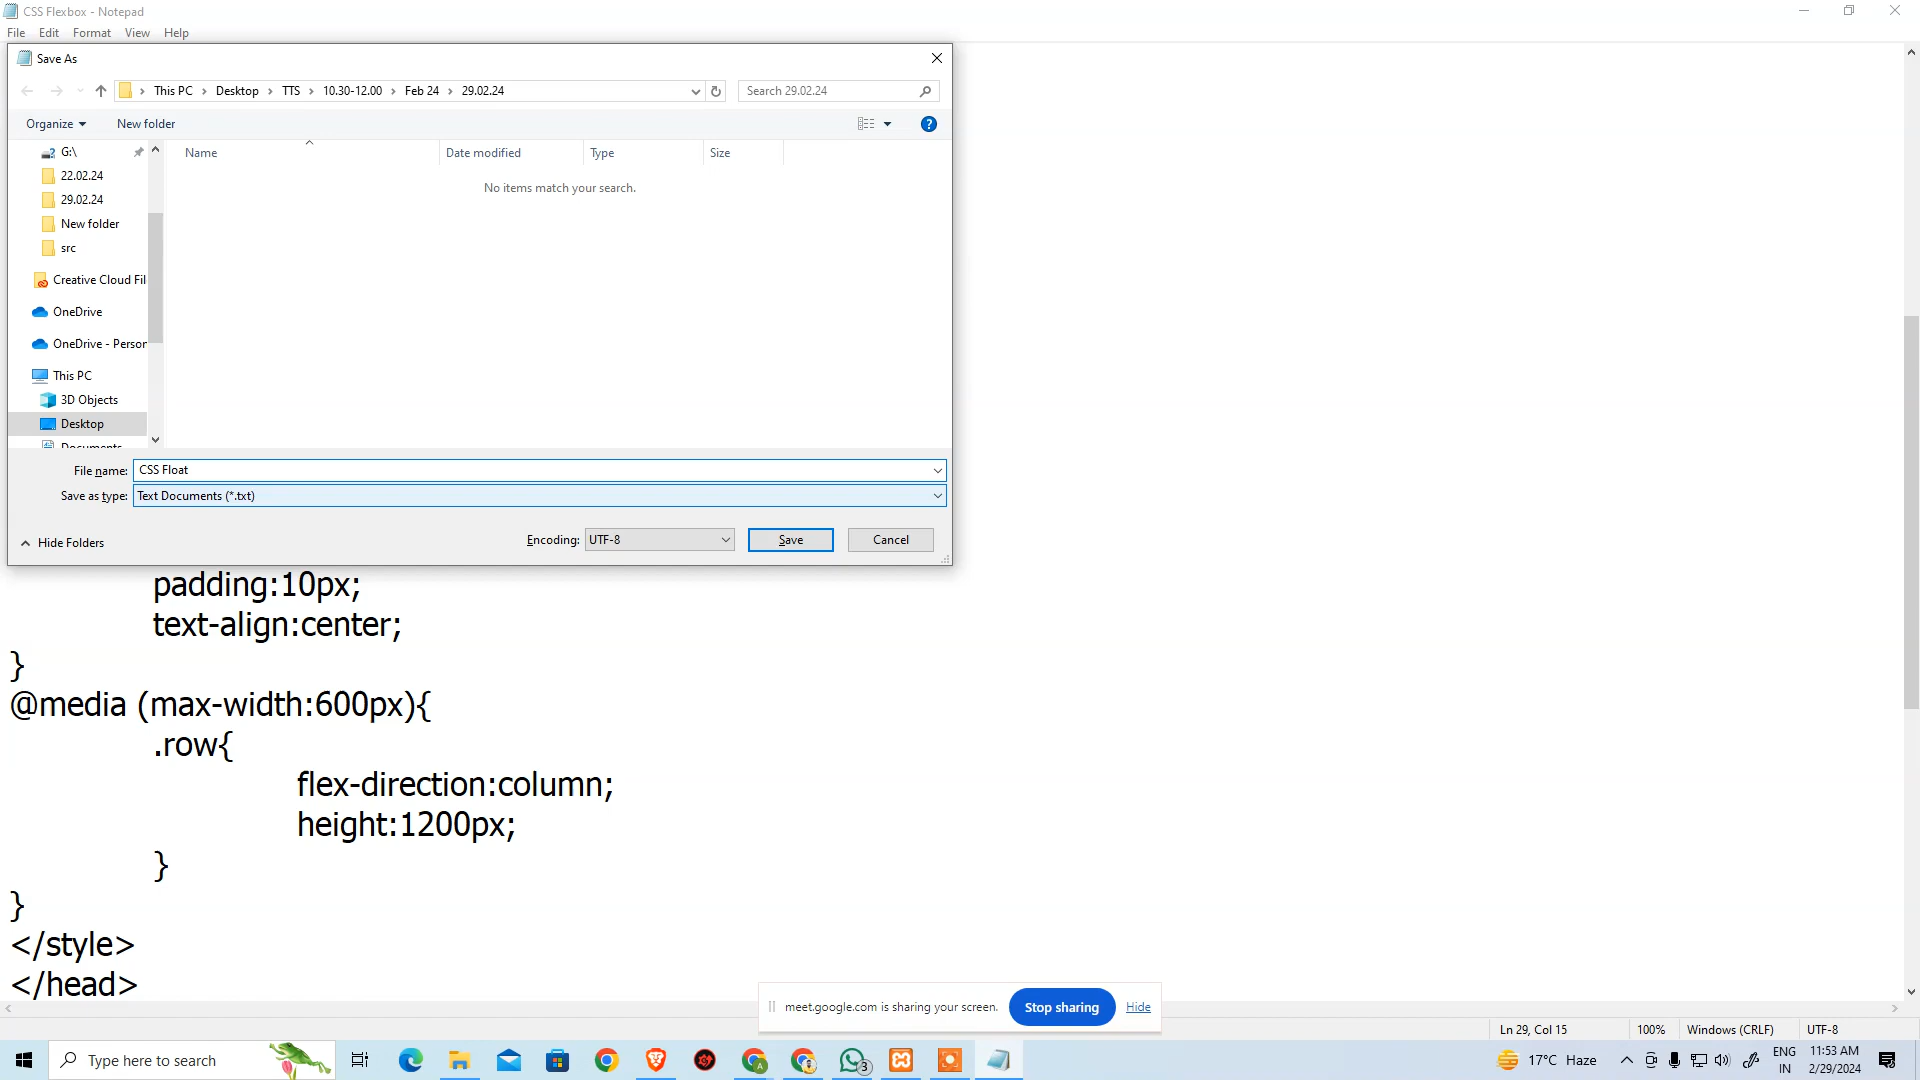 CSS Flexbox - Notepad
File Edit Format View Help
Save As
This PC Desktop TTS 10.30-12.00 Feb 24 29.02.24
Search 29.02.24
Organize New folder
Name Date modified Type Size
No items match your search.
G:\
22.02.24
29.02.24
New folder
src
Creative Cloud Fil
OneDrive
OneDrive - Person
This PC
3D Objects
Desktop
Documents
File name: CSS Float
Save as type: Text Documents (*.txt)
Hide Folders
Encoding: UTF-8 Save Cancel
padding:10px;
text-align:center;
}
@media (max-width:600px){
.row{
flex-direction:column;
height:1200px;
}
}
</style>
</head>
meet.google.com is sharing your screen. Stop sharing Hide
Ln 29, Col 15 100% Windows (CRLF) UTF-8
Type here to search
A
3
17°C Haze
ENG
IN
11:53 AM
2/29/2024